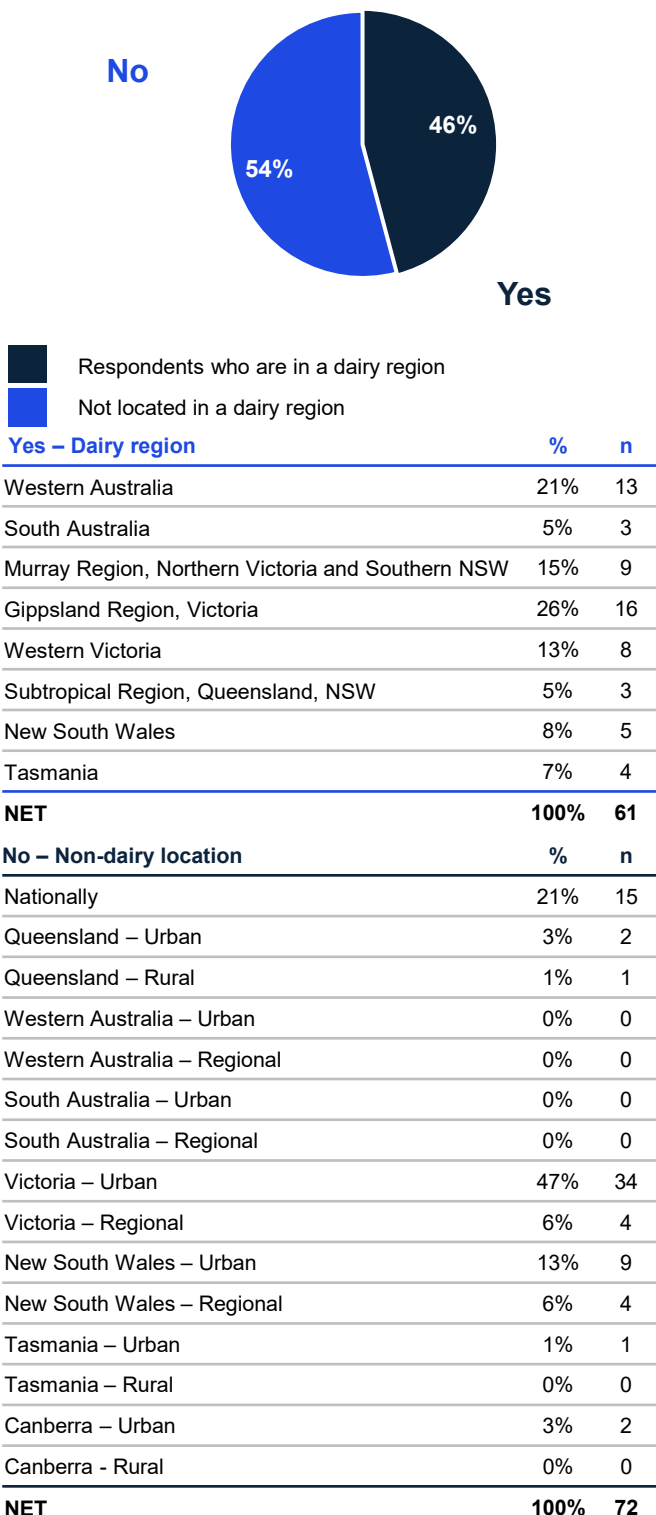 No
46%
54%
Yes
Respondents who are in a dairy region
Not located in a dairy region
Yes – Dairy region % n
Western Australia 21% 13
South Australia 5% 3
Murray Region, Northern Victoria and Southern NSW 15% 9
Gippsland Region, Victoria 26% 16
Western Victoria 13% 8
Subtropical Region, Queensland, NSW 5% 3
New South Wales 8% 5
Tasmania 7% 4
NET 100% 61
No – Non-dairy location % n
Nationally 21% 15
Queensland – Urban 3% 2
Queensland – Rural 1% 1
Western Australia – Urban 0% 0
Western Australia – Regional 0% 0
South Australia – Urban 0% 0
South Australia – Regional 0% 0
Victoria – Urban 47% 34
Victoria – Regional 6% 4
New South Wales – Urban 13% 9
New South Wales – Regional 6% 4
Tasmania – Urban 1% 1
Tasmania – Rural 0% 0
Canberra – Urban 3% 2
Canberra - Rural 0% 0
NET 100% 72